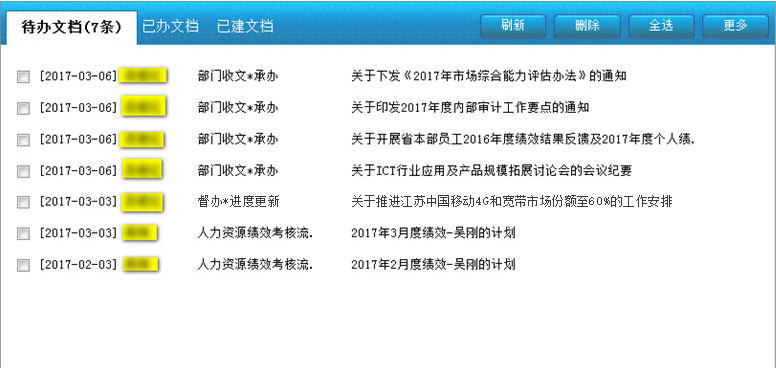 待办文档(7条) 已办文档 已建文档 刷新 删除 全选 更多
[2017-03-06] 部门收文*承办 关于下发《2017年市场综合能力评估办法》的通知
[2017-03-06] 部门收文*承办 关于印发2017年度内部审计工作要点的通知
[2017-03-06] 部门收文*承办 关于开展省本部员工2016年度绩效结果反馈及2017年度个人绩.
[2017-03-06] 部门收文*承办 关于ICT行业应用及产品规模拓展讨论会的会议纪要
[2017-03-03] 督办*进度更新 关于推进江苏中国移动4G和宽带市场份额至60%的工作安排
[2017-03-03] 人力资源绩效考核流. 2017年3月度绩效-吴刚的计划
[2017-02-03] 人力资源绩效考核流. 2017年2月度绩效-吴刚的计划